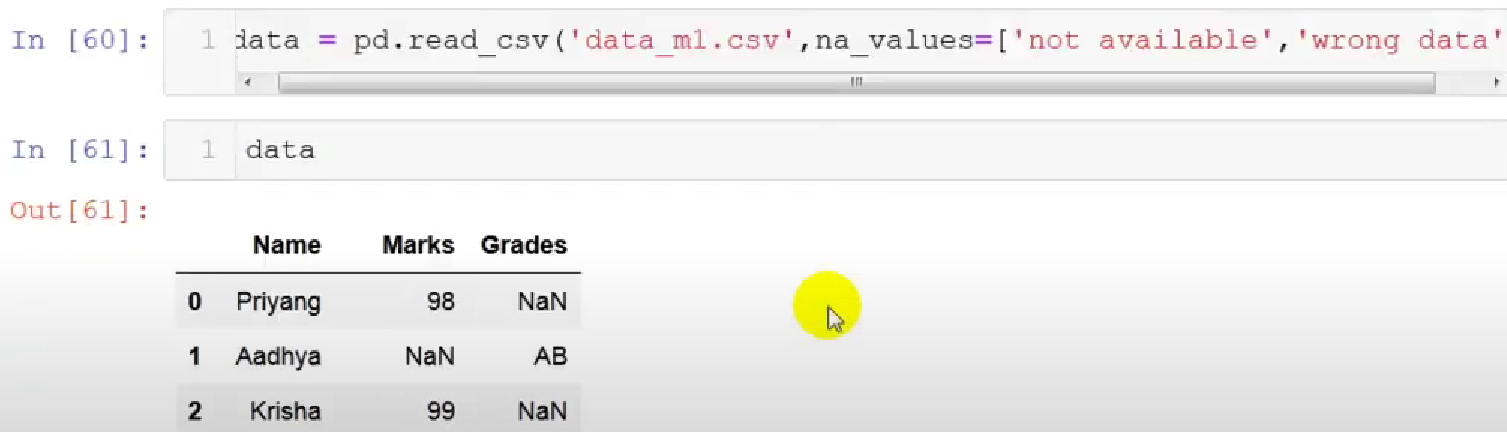 In [60]: 1 data = pd.read_csv('data_m1.csv',na_values=['not available','wrong data'
In [61]: 1 data
Out[61]:
Name Marks Grades
0 Priyang 98 NaN
1 Aadhya NaN AB
2 Krisha 99 NaN